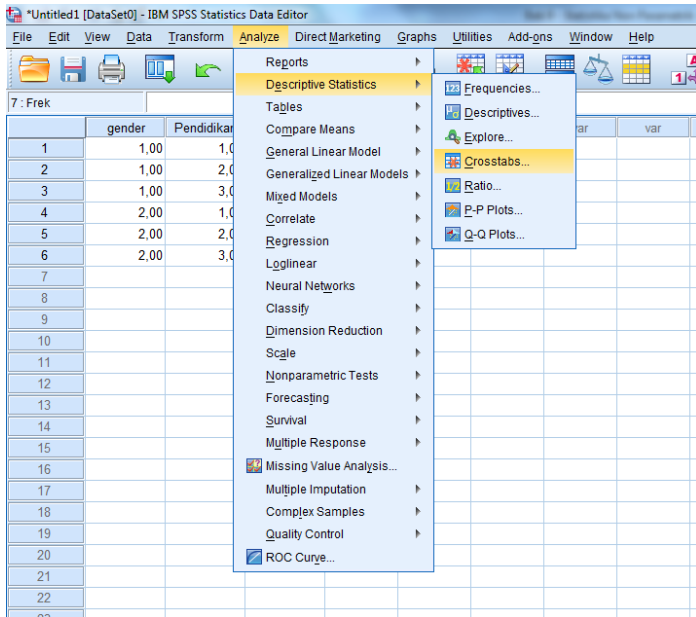 *Untitled1 [DataSet0] - IBM SPSS Statistics Data Editor
File Edit View Data Transform Analyze Direct Marketing Graphs Utilities Add-ons Window Help
7 : Frek
gender Pendidikan var var
1 1,00 1,0
2 1,00 2,0
3 1,00 3,0
4 2,00 1,0
5 2,00 2,0
6 2,00 3,0
7
8
9
10
11
12
13
14
15
16
17
18
19
20
21
22
23
Reports
Descriptive Statistics
Tables
Compare Means
General Linear Model
Generalized Linear Models
Mixed Models
Correlate
Regression
Loglinear
Neural Networks
Classify
Dimension Reduction
Scale
Nonparametric Tests
Forecasting
Survival
Multiple Response
Missing Value Analysis...
Multiple Imputation
Complex Samples
Quality Control
ROC Curve...
123 Frequencies...
Descriptives...
Explore...
Crosstabs...
1/2 Ratio...
P-P Plots...
Q-Q Plots...